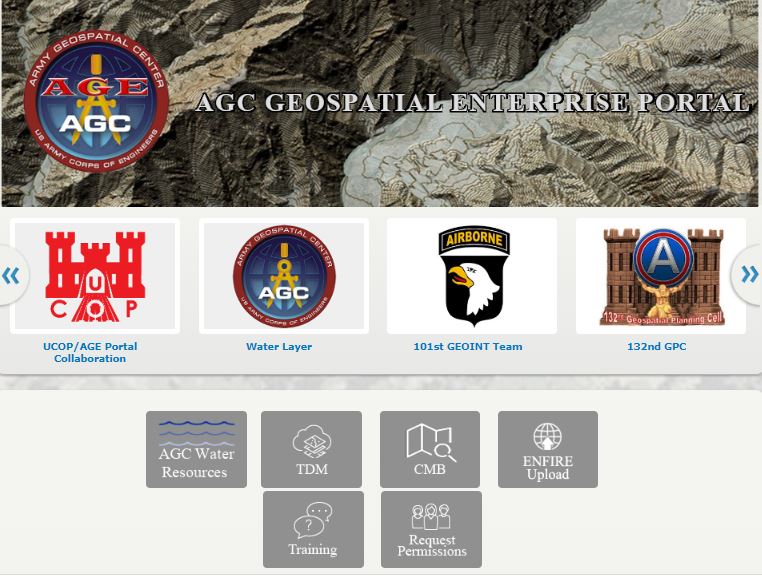 ARMY GEOSPATIAL CENTER
AGE
AGC
US ARMY CORPS OF ENGINEERS
AGC GEOSPATIAL ENTERPRISE PORTAL
U
C O P
UCOP/AGE Portal
Collaboration
ARMY GEOSPATIAL CENTER
AGC
US ARMY CORPS OF ENGINEERS
Water Layer
AIRBORNE
101st GEOINT Team
A
Geospatial Planning Cell
132nd GPC
AGC Water
Resources
TDM
CMB
ENFIRE
Upload
?
Training
Request
Permissions